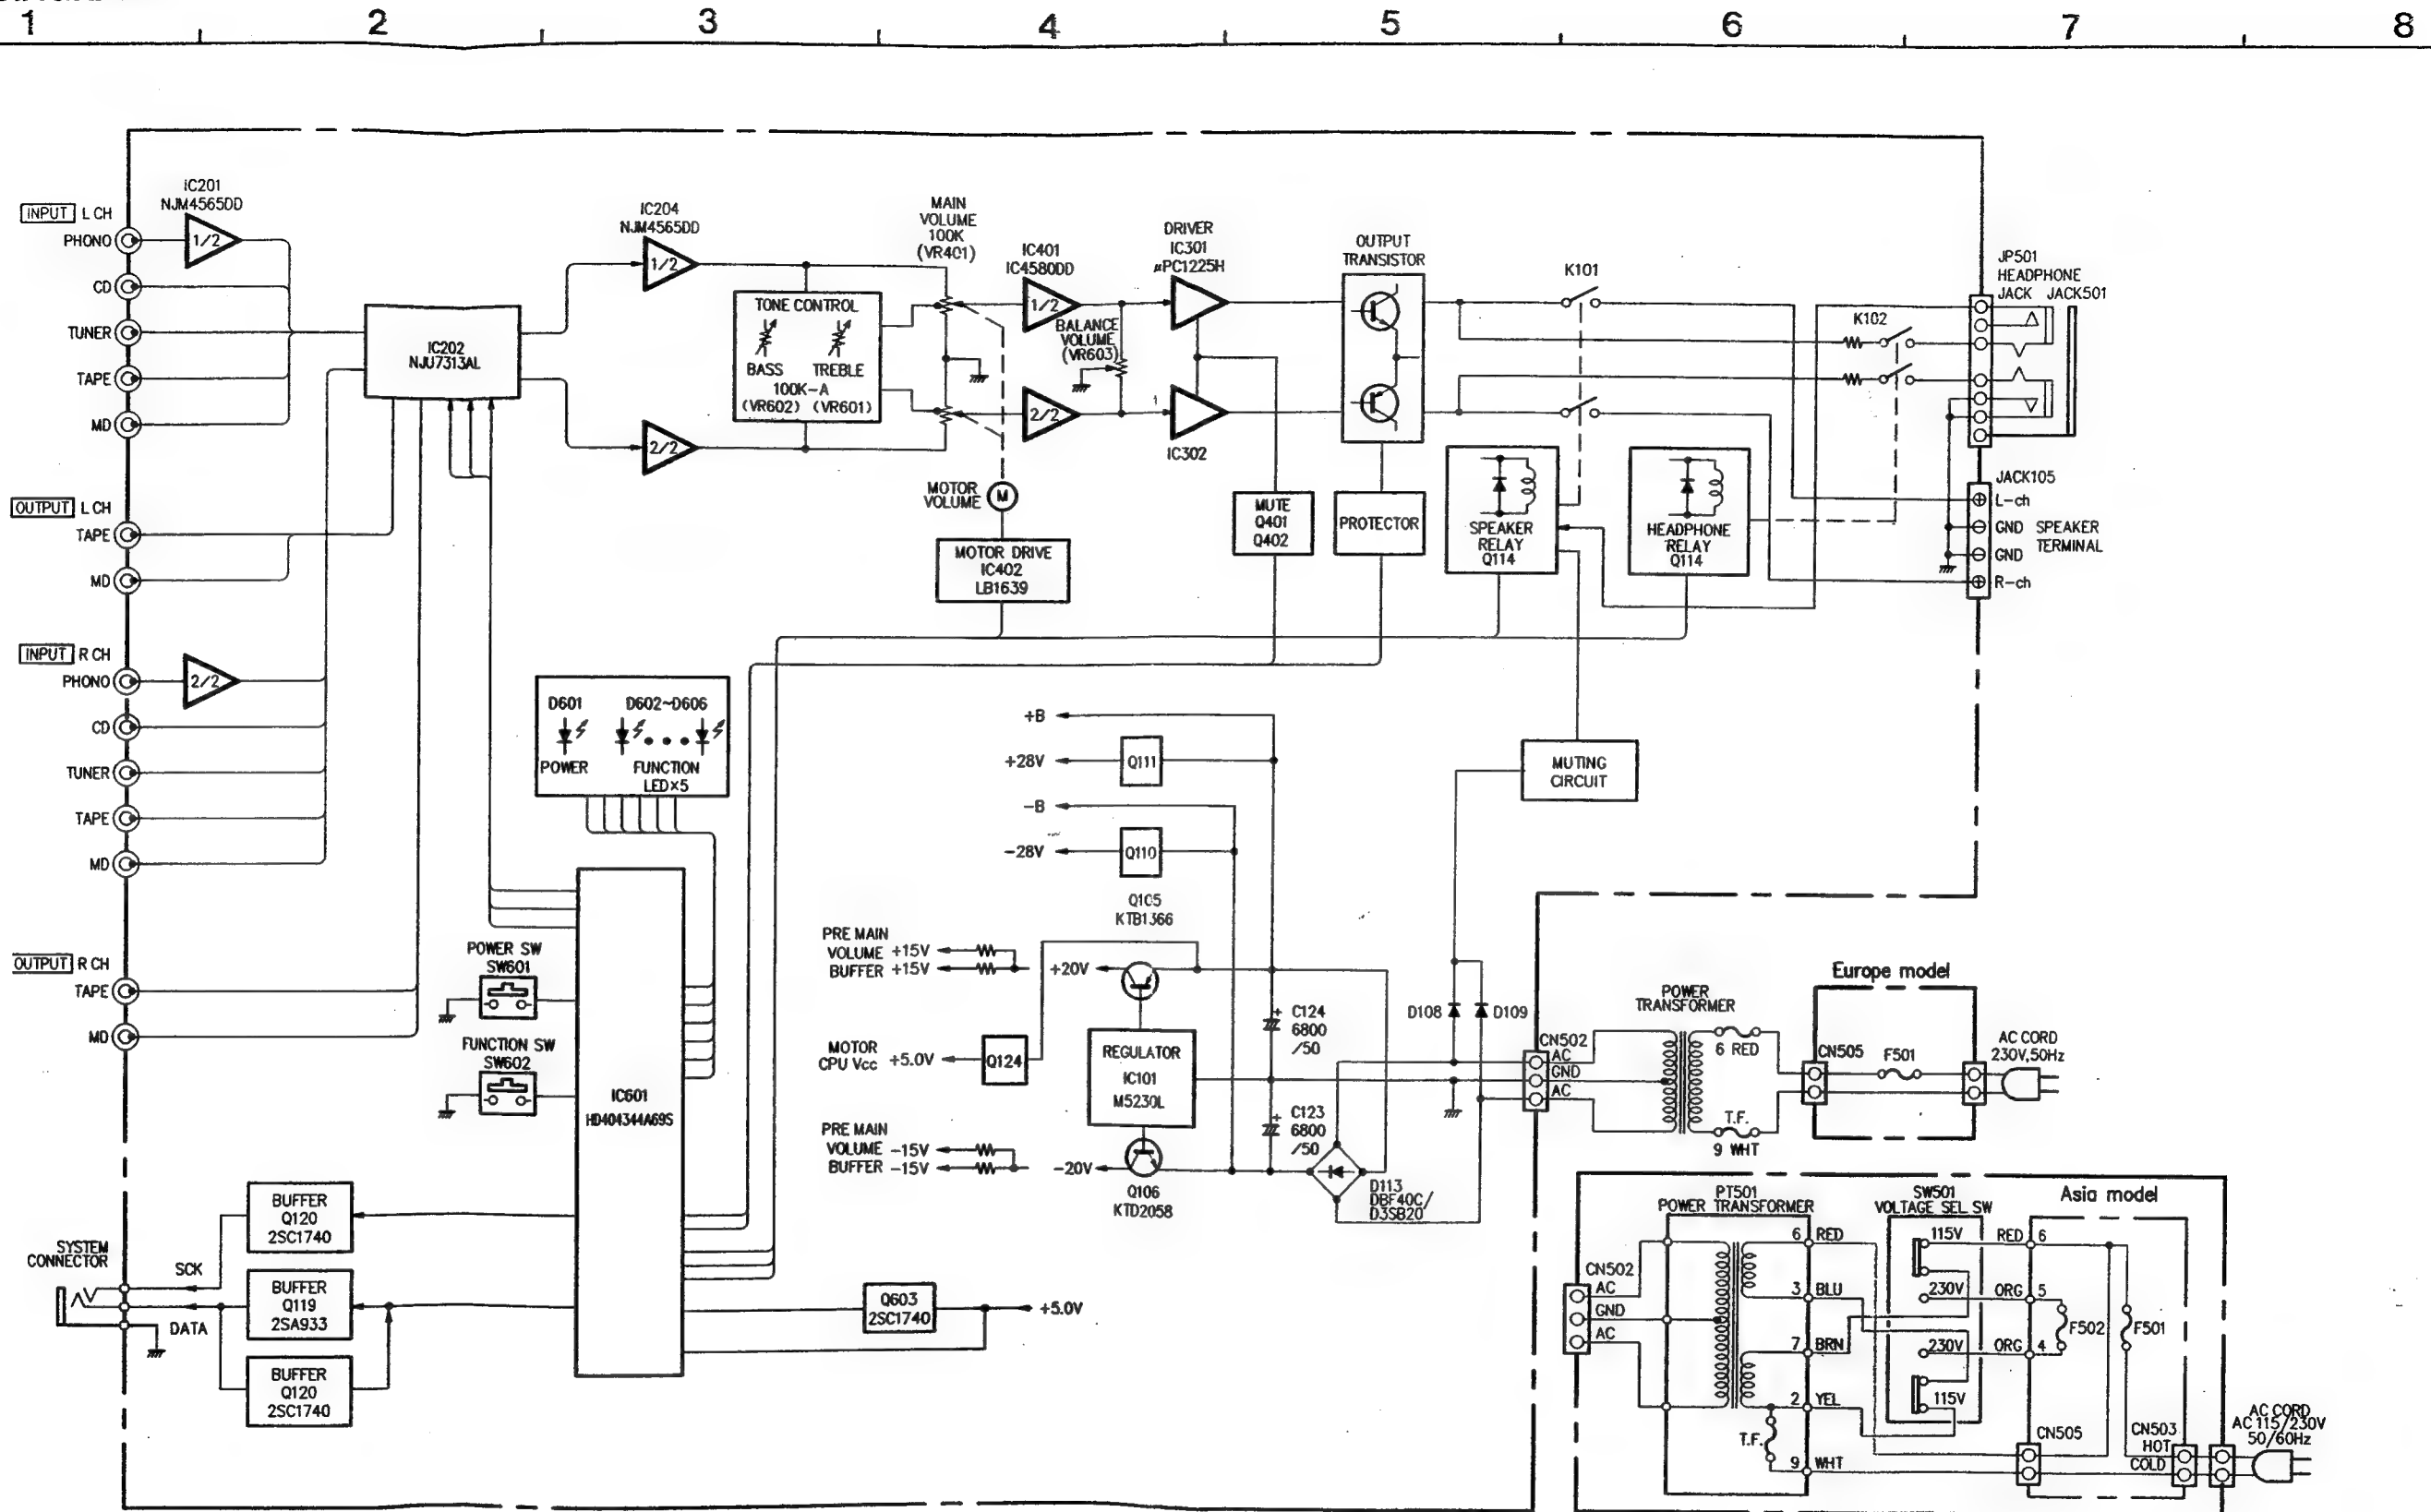 1 2 3 4 5 6 7 8
IC201
NJM4565DD
INPUT L CH
PHONO
1/2
CD
TUNER
TAPE
MD
OUTPUT L CH
TAPE
MD
INPUT R CH
PHONO
2/2
CD
TUNER
TAPE
MD
OUTPUT R CH
TAPE
MD
SYSTEM
CONNECTOR
SCK
DATA
IC202
NJU7313AL
IC204
NJM4565DD
1/2
2/2
TONE CONTROL
BASS TREBLE
100K-A
(VR602) (VR601)
MAIN
VOLUME
100K
(VR401)
MOTOR
VOLUME
M
MOTOR DRIVE
IC402
LB1639
IC401
IC4580DD
1/2
2/2
BALANCE
VOLUME
(VR603)
DRIVER
IC301
µPC1225H
1
IC302
MUTE
Q401
Q402
OUTPUT
TRANSISTOR
PROTECTOR
K101
SPEAKER
RELAY
Q114
HEADPHONE
RELAY
Q114
K102
JP501
HEADPHONE
JACK JACK501
JACK105
L-ch
GND SPEAKER
GND TERMINAL
R-ch
MUTING
CIRCUIT
D601 D602~D606
POWER FUNCTION
LED×5
POWER SW
SW601
FUNCTION SW
SW602
IC601
HD404344A69S
BUFFER
Q120
2SC1740
BUFFER
Q119
2SA933
BUFFER
Q120
2SC1740
Q603
2SC1740
+5.0V
+B
+28V Q111
-B
-28V Q110
Q105
KTB1366
PRE MAIN
VOLUME +15V
BUFFER +15V
+20V
MOTOR
CPU Vcc +5.0V
Q124
REGULATOR
IC101
M5230L
PRE MAIN
VOLUME -15V
BUFFER -15V
-20V
Q106
KTD2058
+ C124
6800
/50
+ C123
6800
/50
D113
DBF40C/
D3SB20
D108 D109
CN502
AC
GND
AC
POWER
TRANSFORMER
6 RED
T.F.
9 WHT
Europe model
CN505 F501
AC CORD
230V,50Hz
PT501
POWER TRANSFORMER
SW501
VOLTAGE SEL SW
Asia model
CN502
AC
GND
AC
6 RED
3 BLU
7 BRN
2 YEL
T.F.
9 WHT
115V
230V
230V
115V
RED 6
ORG 5
ORG 4
F502 F501
CN505
CN503
HOT
COLD
AC CORD
AC 115/230V
50/60Hz